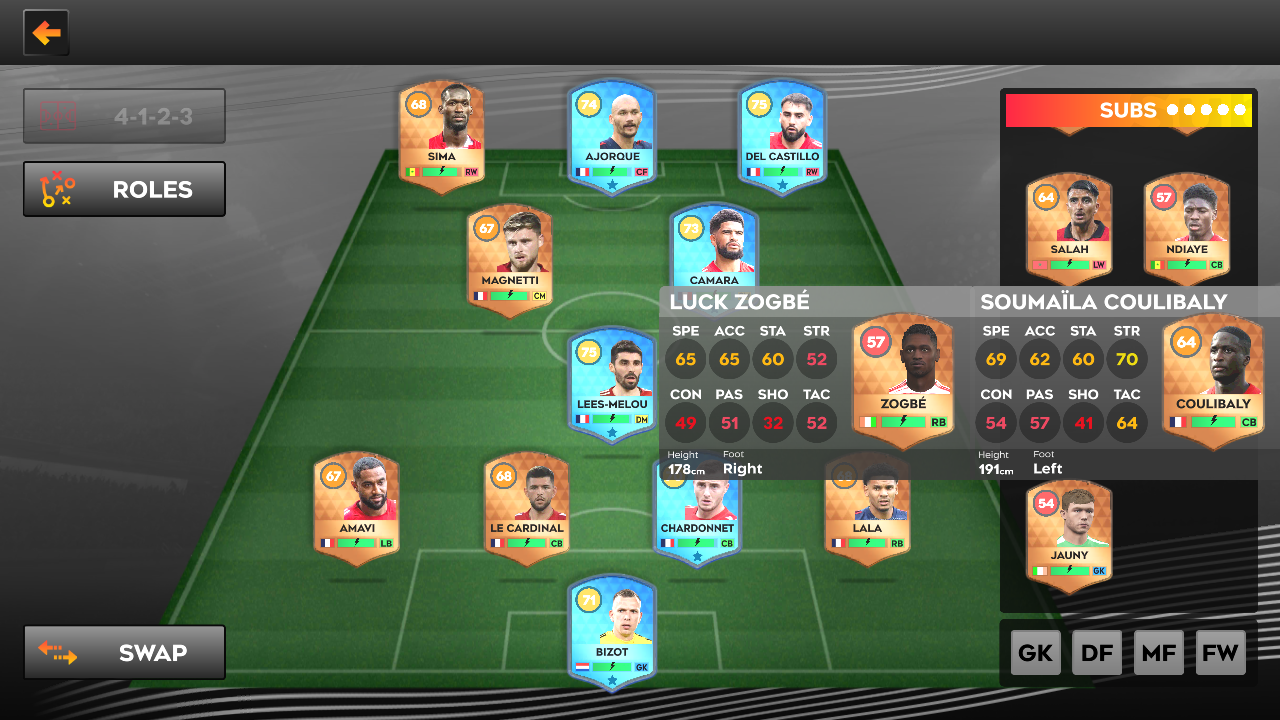 4-1-2-3
ROLES
SWAP
68
SIMA
RW
74
AJORQUE
CF
75
DEL CASTILLO
RW
67
MAGNETTI
CM
73
CAMARA
75
LEES-MELOU
DM
67
AMAVI
LB
68
LE CARDINAL
CB
CHARDONNET
CB
LALA
RB
71
BIZOT
GK
SUBS
64
SALAH
LW
57
NDIAYE
CB
LUCK ZOGBÉ
SPE ACC STA STR
65 65 60 52
CON PAS SHO TAC
49 51 32 52
Height Foot
178cm Right
57
ZOGBÉ
RB
SOUMAÏLA COULIBALY
SPE ACC STA STR
69 62 60 70
CON PAS SHO TAC
54 57 41 64
Height Foot
191cm Left
64
COULIBALY
CB
54
JAUNY
GK
GK DF MF FW